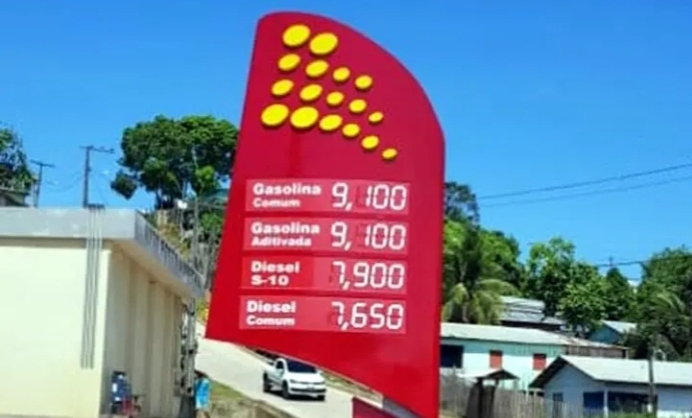 Gasolina
Comum 9,100
Gasolina
Aditivada 9,100
Diesel
S-10 7,900
Diesel
Comum 7,650